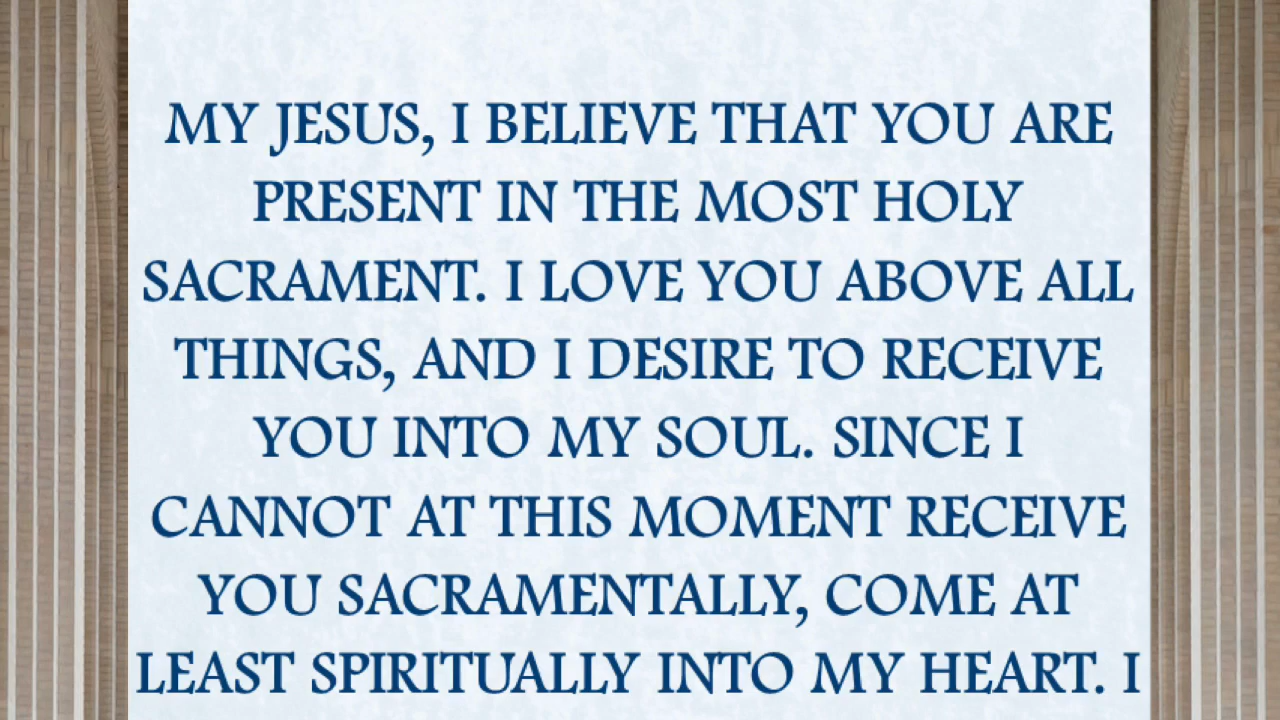 MY JESUS, I BELIEVE THAT YOU ARE
PRESENT IN THE MOST HOLY
SACRAMENT. I LOVE YOU ABOVE ALL
THINGS, AND I DESIRE TO RECEIVE
YOU INTO MY SOUL. SINCE I
CANNOT AT THIS MOMENT RECEIVE
YOU SACRAMENTALLY, COME AT
LEAST SPIRITUALLY INTO MY HEART. I